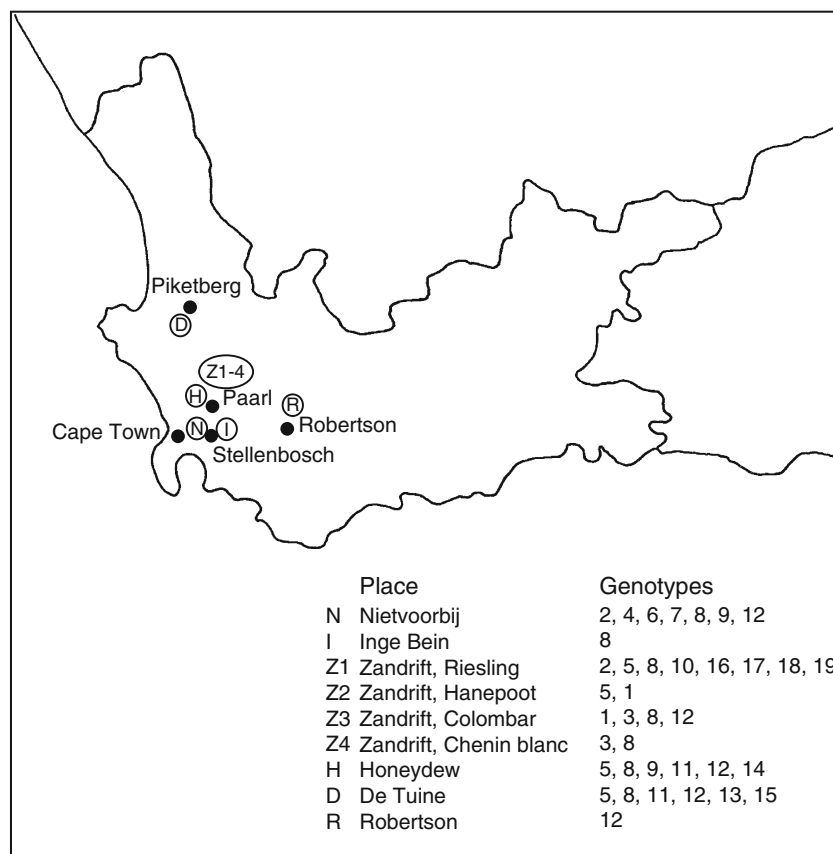 Piketberg
D
Z1-4
H
Paarl
R
Cape Town
N
I
Robertson
Stellenbosch
Place Genotypes
N Nietvoorbij 2, 4, 6, 7, 8, 9, 12
I Inge Bein 8
Z1 Zandrift, Riesling 2, 5, 8, 10, 16, 17, 18, 19
Z2 Zandrift, Hanepoot 5, 1
Z3 Zandrift, Colombar 1, 3, 8, 12
Z4 Zandrift, Chenin blanc 3, 8
H Honeydew 5, 8, 9, 11, 12, 14
D De Tuine 5, 8, 11, 12, 13, 15
R Robertson 12